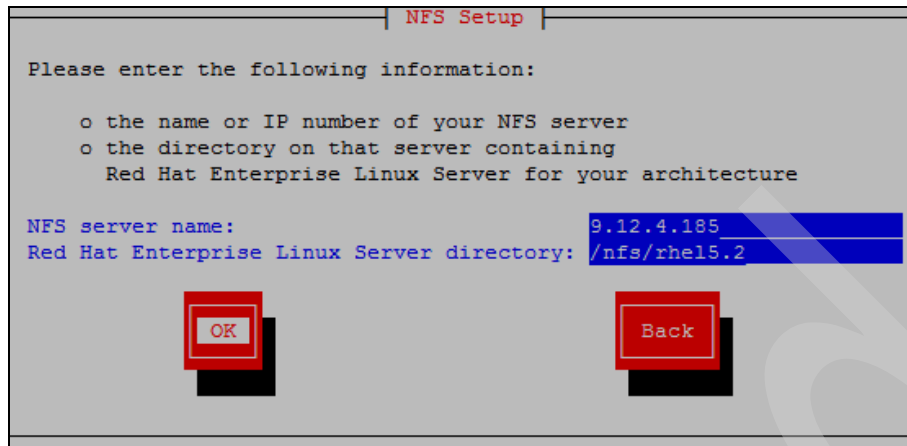 NFS Setup
Please enter the following information:
o the name or IP number of your NFS server
o the directory on that server containing
Red Hat Enterprise Linux Server for your architecture
NFS server name: 9.12.4.185
Red Hat Enterprise Linux Server directory: /nfs/rhel5.2
OK Back